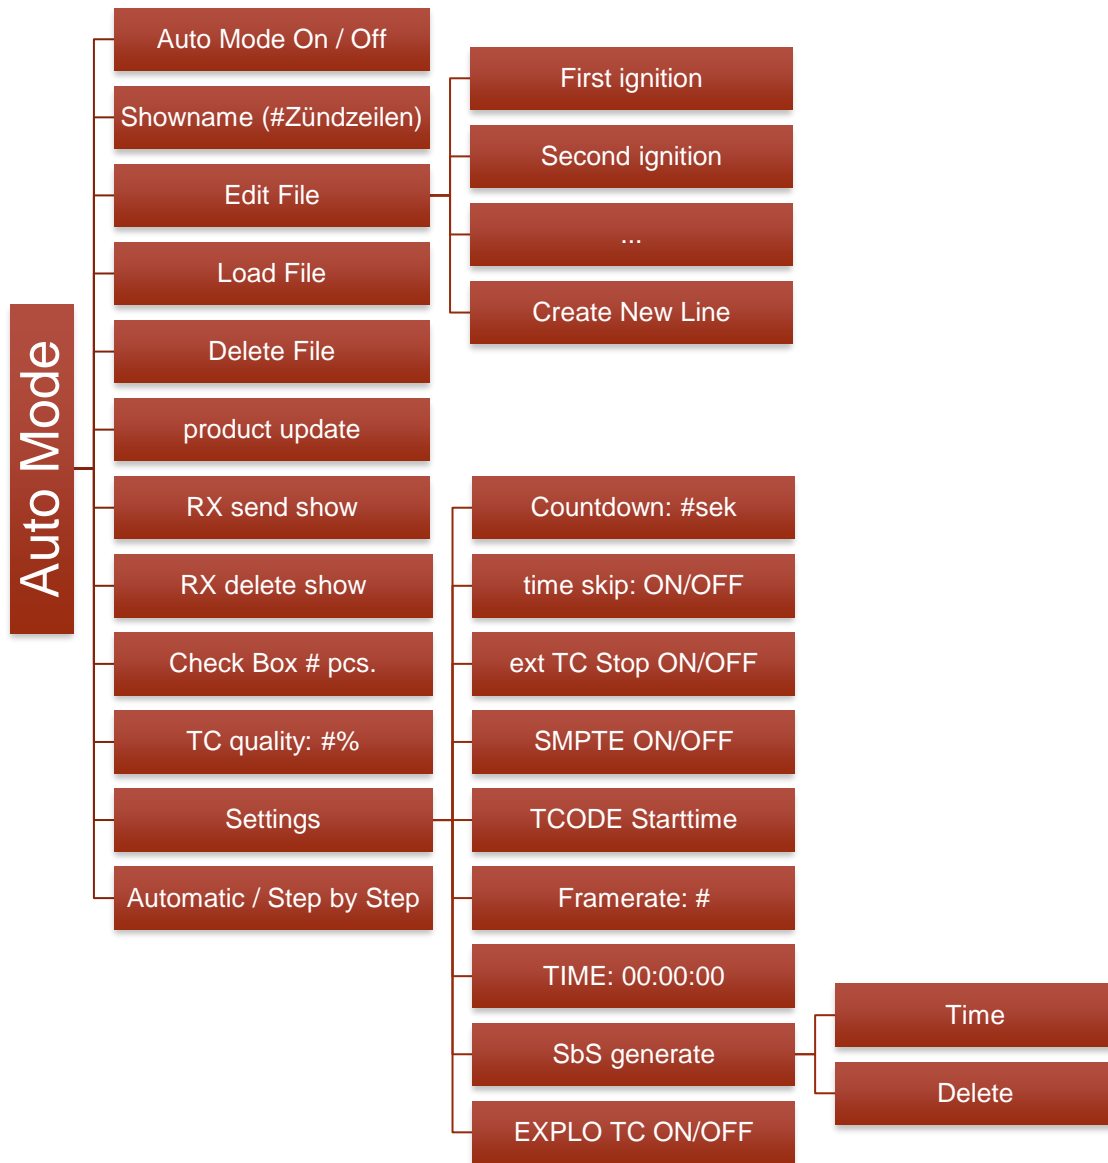 Auto Mode
Auto Mode On / Off
Showname (#Zündzeilen)
Edit File
First ignition
Second ignition
...
Create New Line
Load File
Delete File
product update
RX send show
RX delete show
Check Box # pcs.
TC quality: #%
Settings
Countdown: #sek
time skip: ON/OFF
ext TC Stop ON/OFF
SMPTE ON/OFF
TCODE Starttime
Framerate: #
TIME: 00:00:00
SbS generate
Time
Delete
EXPLO TC ON/OFF
Automatic / Step by Step